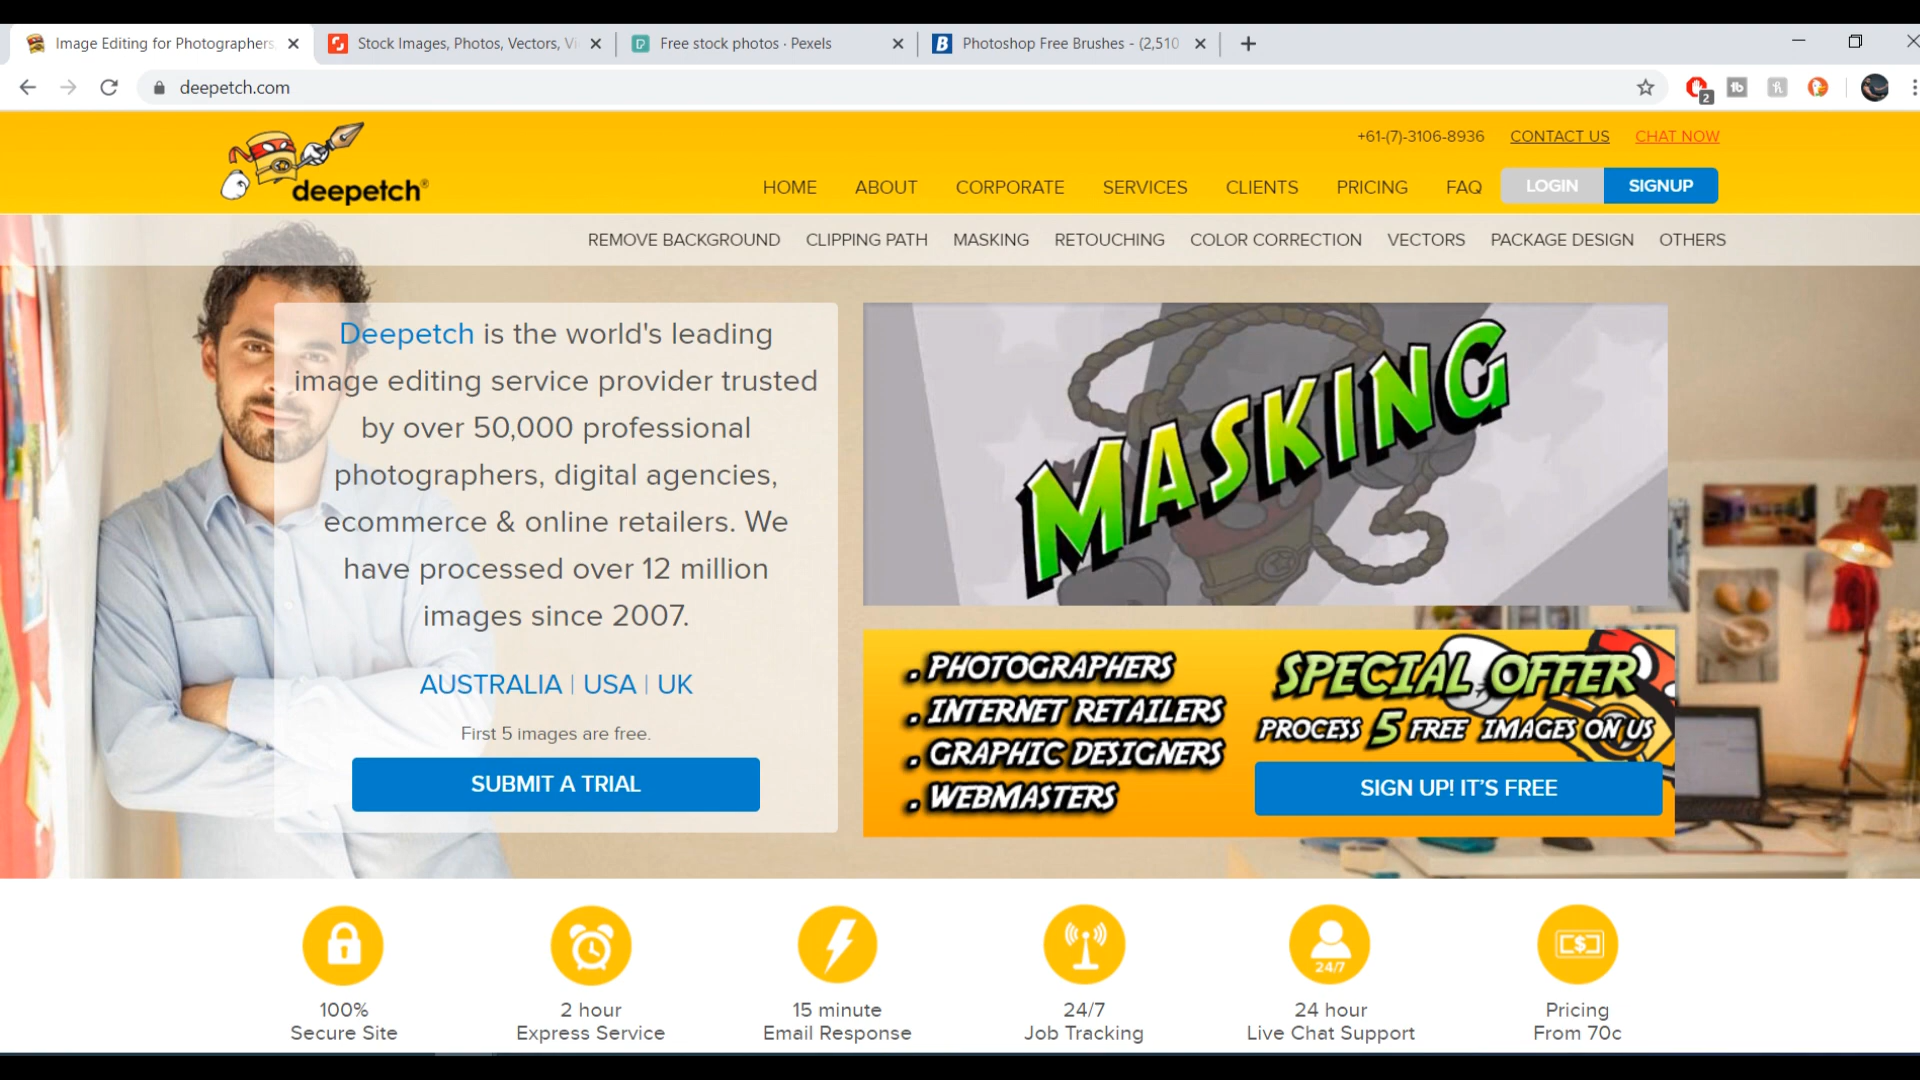 Image Editing for Photographers,
Stock Images, Photos, Vectors, Vi
Free stock photos · Pexels
Photoshop Free Brushes - (2,510
deepetch.com
2
+61-(7)-3106-8936 CONTACT US CHAT NOW
deepetch®
HOME ABOUT CORPORATE SERVICES CLIENTS PRICING FAQ LOGIN SIGNUP
REMOVE BACKGROUND CLIPPING PATH MASKING RETOUCHING COLOR CORRECTION VECTORS PACKAGE DESIGN OTHERS
Deepetch is the world's leading
image editing service provider trusted
by over 50,000 professional
photographers, digital agencies,
ecommerce & online retailers. We
have processed over 12 million
images since 2007.
AUSTRALIA | USA | UK
First 5 images are free.
SUBMIT A TRIAL
MASKING
. PHOTOGRAPHERS
. INTERNET RETAILERS
. GRAPHIC DESIGNERS
. WEBMASTERS
SPECIAL OFFER
PROCESS 5 FREE IMAGES ON US
SIGN UP! IT'S FREE
24/7
100%
Secure Site
2 hour
Express Service
15 minute
Email Response
24/7
Job Tracking
24 hour
Live Chat Support
Pricing
From 70c